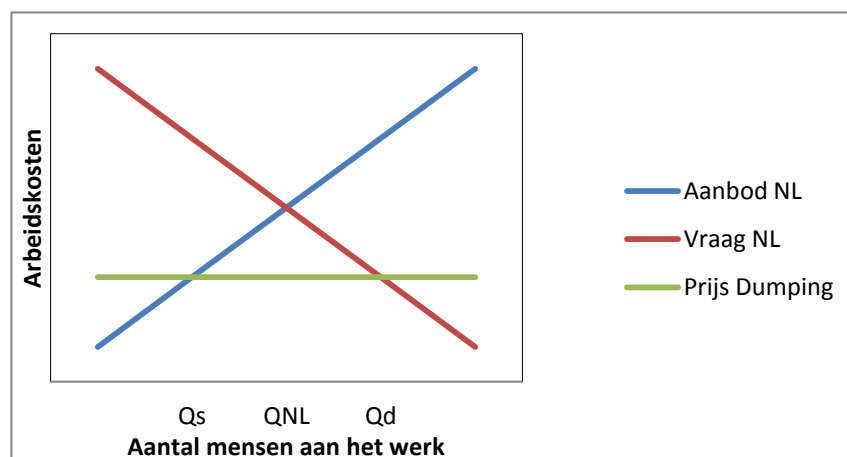 Arbeidskosten
Aanbod NL
Vraag NL
Prijs Dumping
Qs QNL Qd
Aantal mensen aan het werk